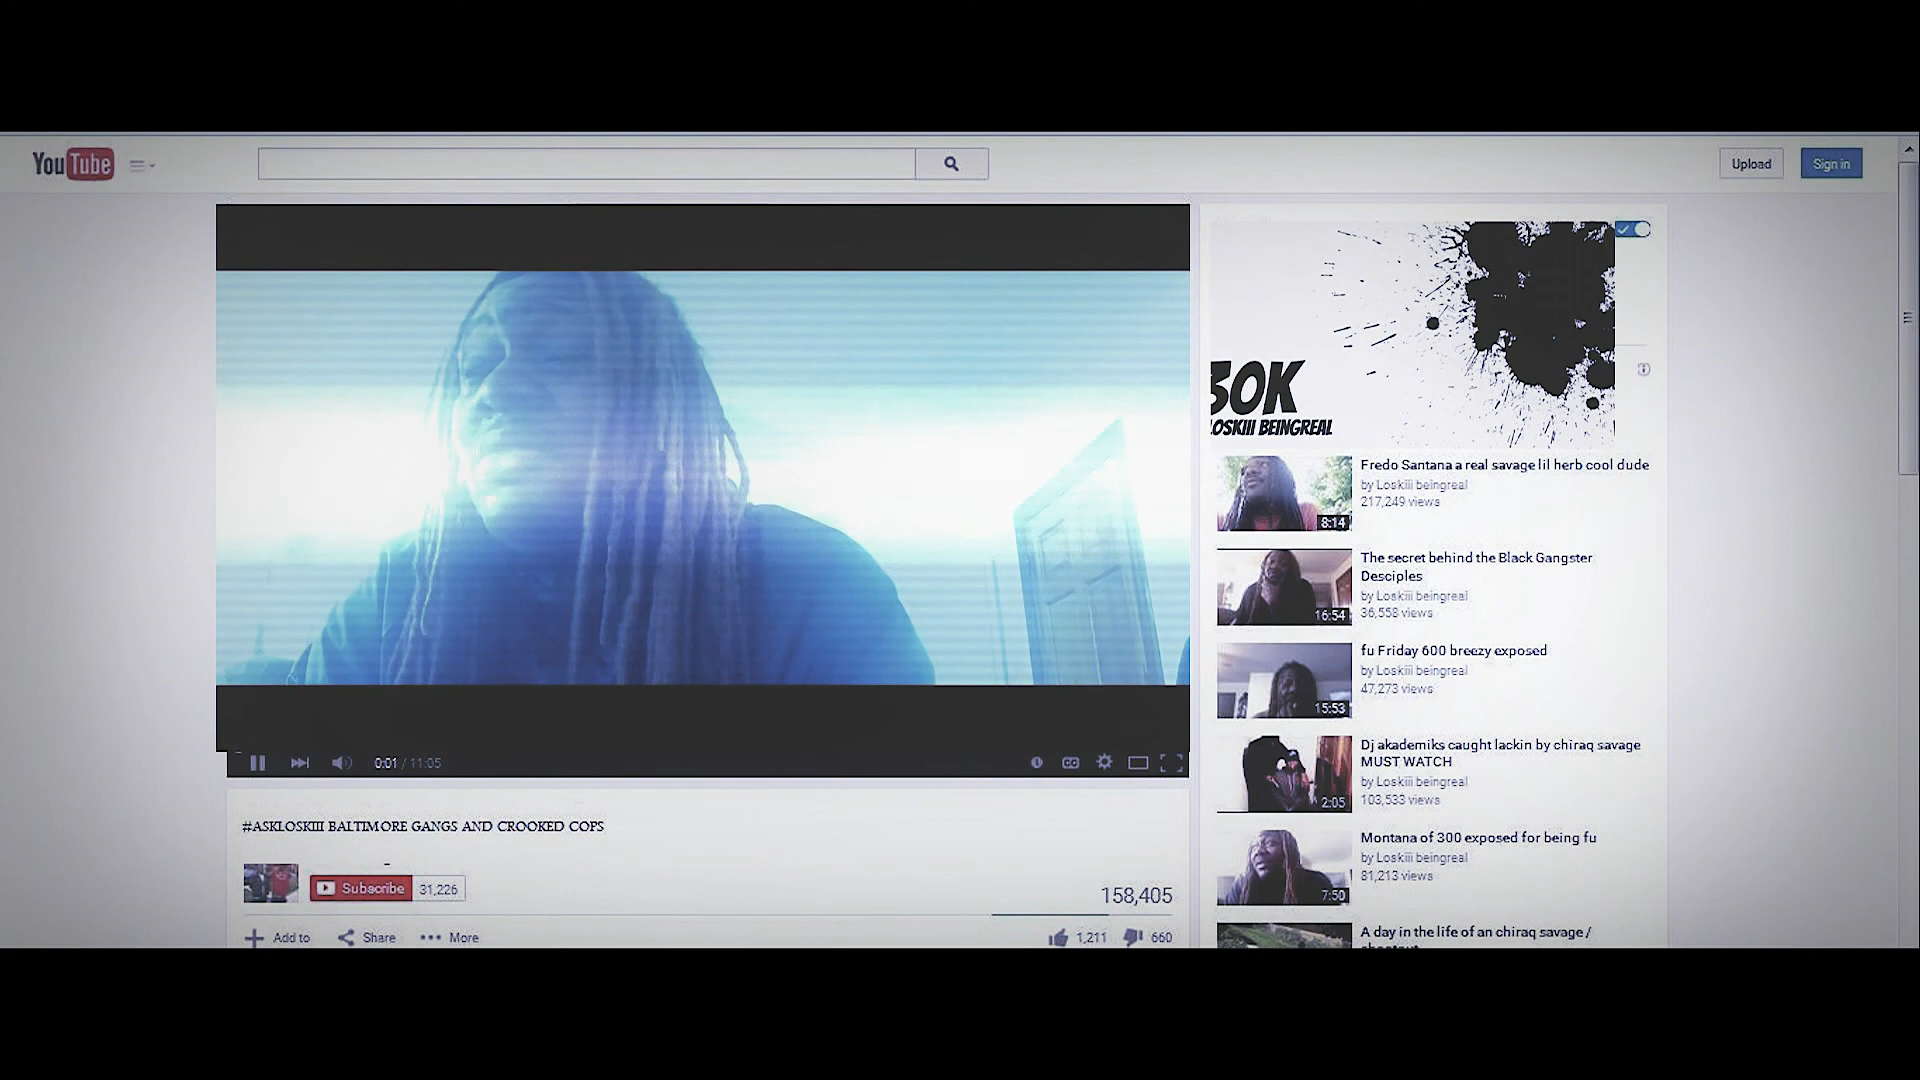 YouTube
Upload
Sign in
30K
LOSKIII BEINGREAL
Fredo Santana a real savage lil herb cool dude
by Loskiii beingreal
217,249 views
8:14
The secret behind the Black Gangster
Desciples
by Loskiii beingreal
36,558 views
16:54
fu Friday 600 breezy exposed
by Loskiii beingreal
47,273 views
15:53
Dj akademiks caught lackin by chiraq savage
MUST WATCH
by Loskiii beingreal
103,533 views
2:05
Montana of 300 exposed for being fu
by Loskiii beingreal
81,213 views
7:50
A day in the life of an chiraq savage /
0:01 / 11:05
CC
#ASKLOSKIII BALTIMORE GANGS AND CROOKED COPS
Subscribe 31,226
158,405
Add to Share More
1,211 660